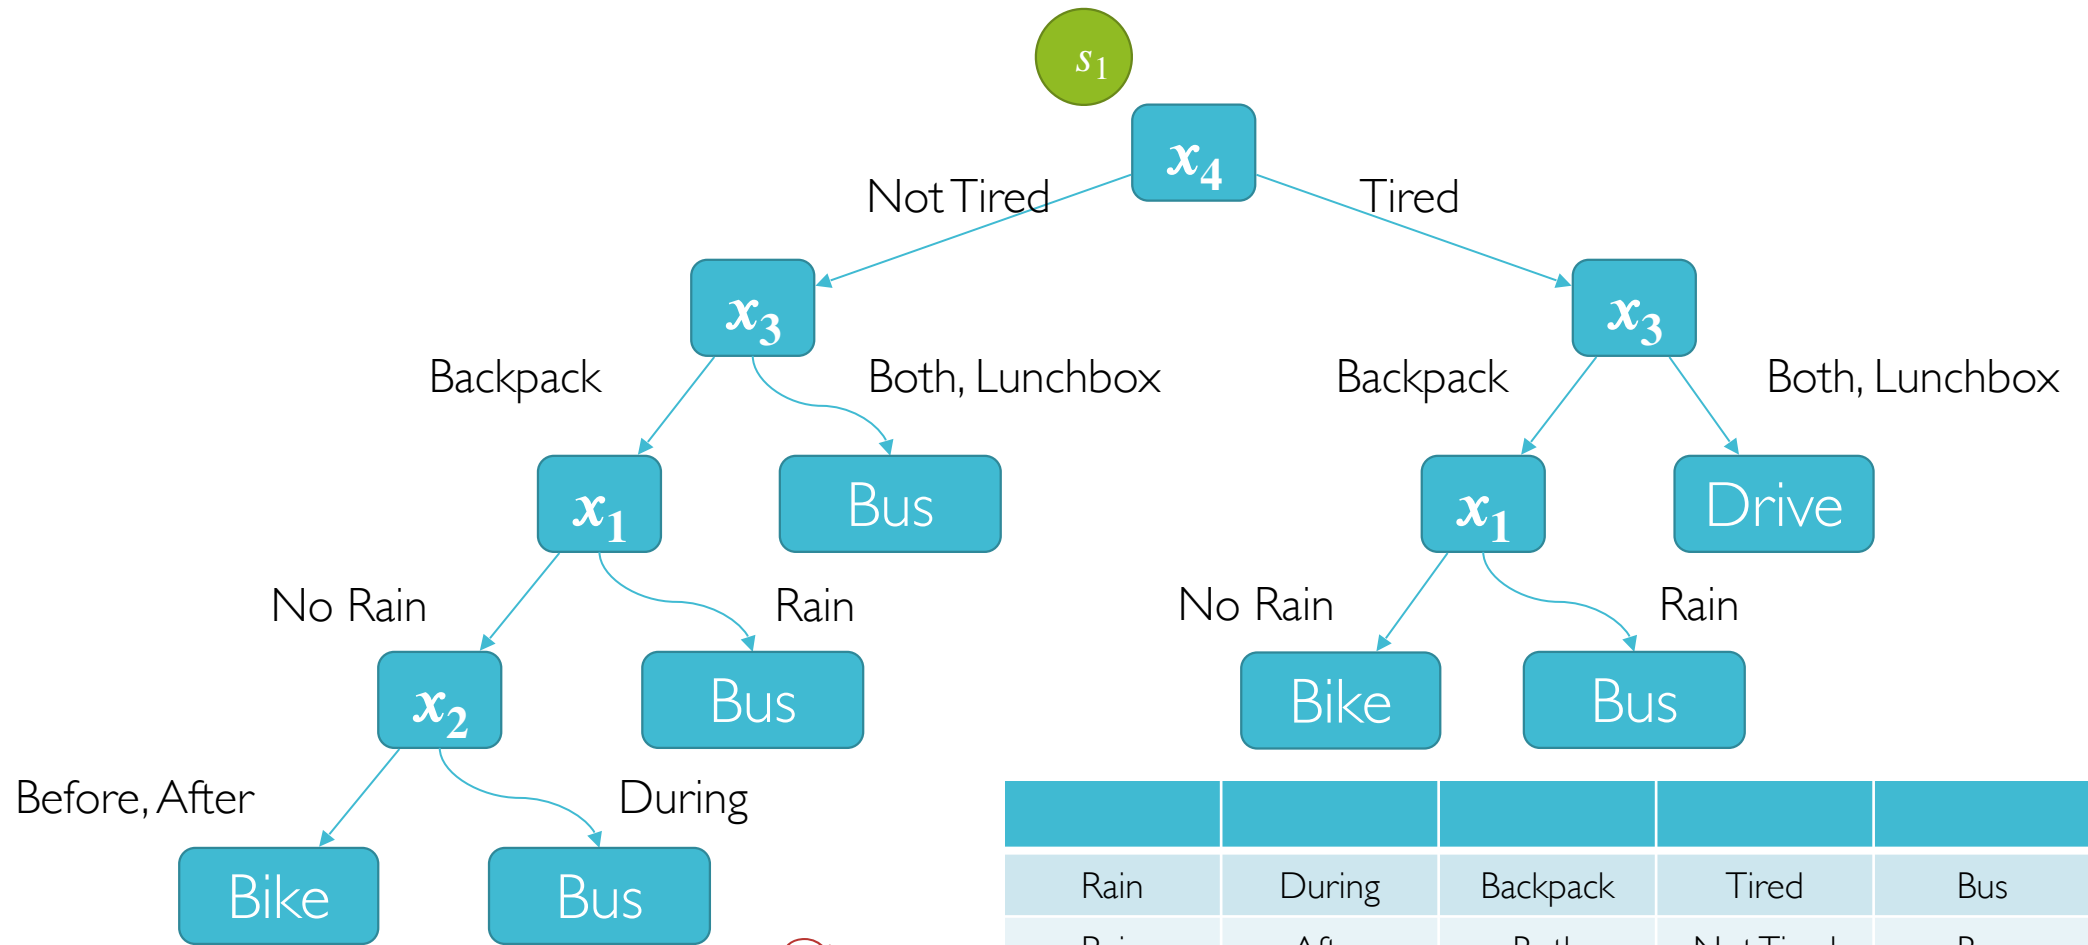 s1
x4
Not Tired Tired
x3 x3
Backpack Both, Lunchbox Backpack Both, Lunchbox
x1 Bus x1 Drive
No Rain Rain No Rain Rain
x2 Bus Bike Bus
Before, After During
Bike Bus
Rain During Backpack Tired Bus